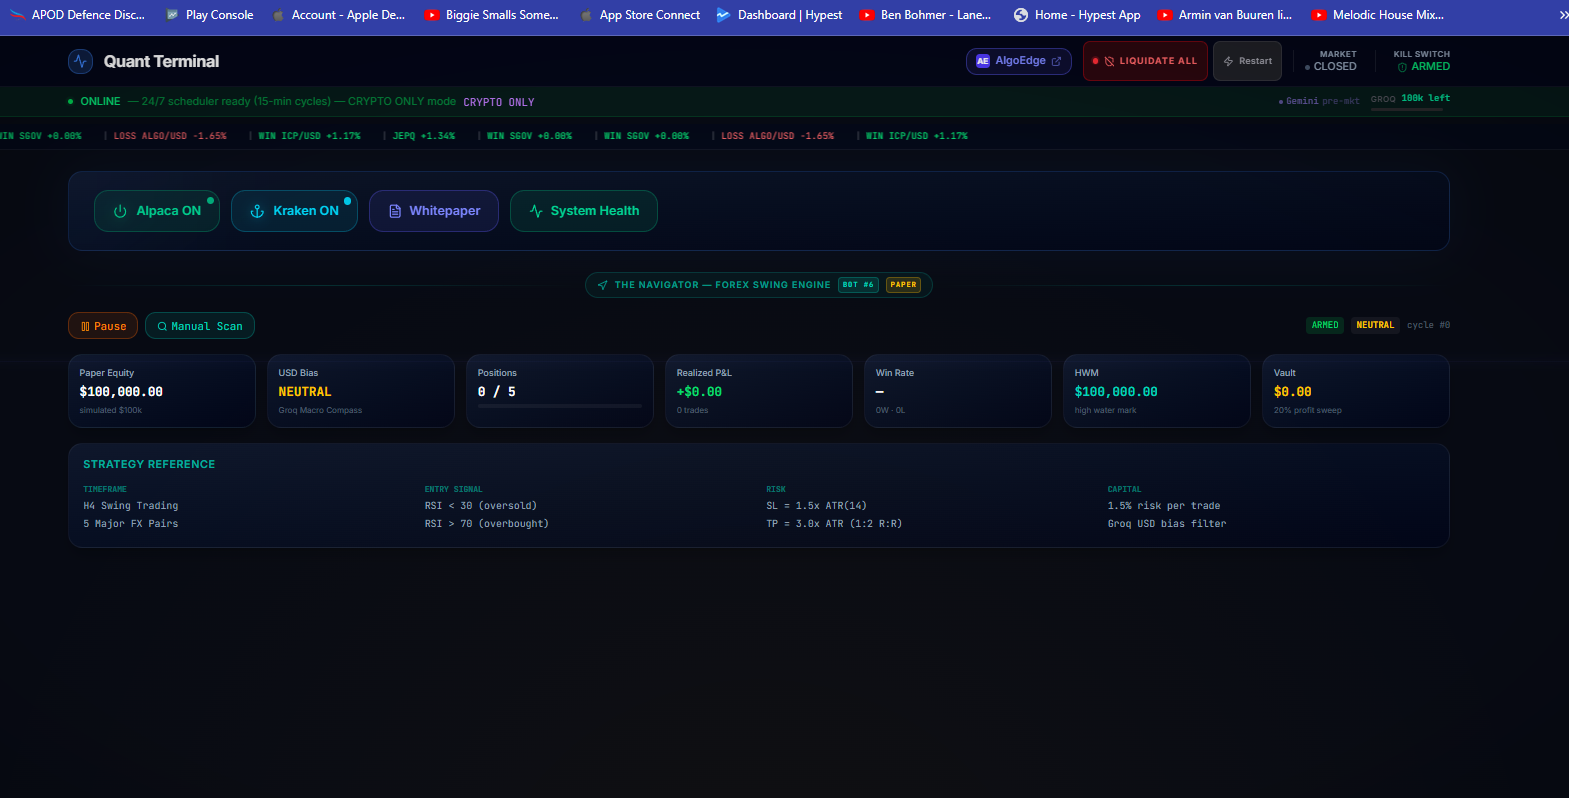 APOD Defence Disc... Play Console Account - Apple De... Biggie Smalls Some... App Store Connect Dashboard | Hypest Ben Bohmer - Lane... Home - Hypest App Armin van Buuren li... Melodic House Mix... »
Quant Terminal
AE AlgoEdge
LIQUIDATE ALL
Restart
MARKET
CLOSED
KILL SWITCH
ARMED
ONLINE — 24/7 scheduler ready (15-min cycles) — CRYPTO ONLY mode CRYPTO ONLY
Gemini pre-mkt GROQ 100k left
WIN SGOV +0.00% | LOSS ALGO/USD -1.65% | WIN ICP/USD +1.17% | JEPQ +1.34% | WIN SGOV +0.00% | WIN SGOV +0.00% | LOSS ALGO/USD -1.65% | WIN ICP/USD +1.17%
Alpaca ON
Kraken ON
Whitepaper
System Health
THE NAVIGATOR — FOREX SWING ENGINE BOT #6 PAPER
Pause
Manual Scan
ARMED NEUTRAL cycle #0
Paper Equity
$100,000.00
simulated $100k
USD Bias
NEUTRAL
Groq Macro Compass
Positions
0 / 5
Realized P&L
+$0.00
0 trades
Win Rate
—
0W · 0L
HWM
$100,000.00
high water mark
Vault
$0.00
20% profit sweep
STRATEGY REFERENCE
TIMEFRAME
H4 Swing Trading
5 Major FX Pairs
ENTRY SIGNAL
RSI < 30 (oversold)
RSI > 70 (overbought)
RISK
SL = 1.5x ATR(14)
TP = 3.0x ATR (1:2 R:R)
CAPITAL
1.5% risk per trade
Groq USD bias filter